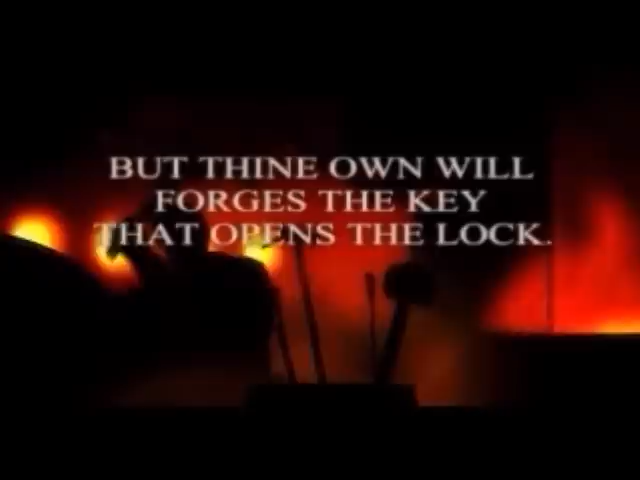 BUT THINE OWN WILL
FORGES THE KEY
THAT OPENS THE LOCK.